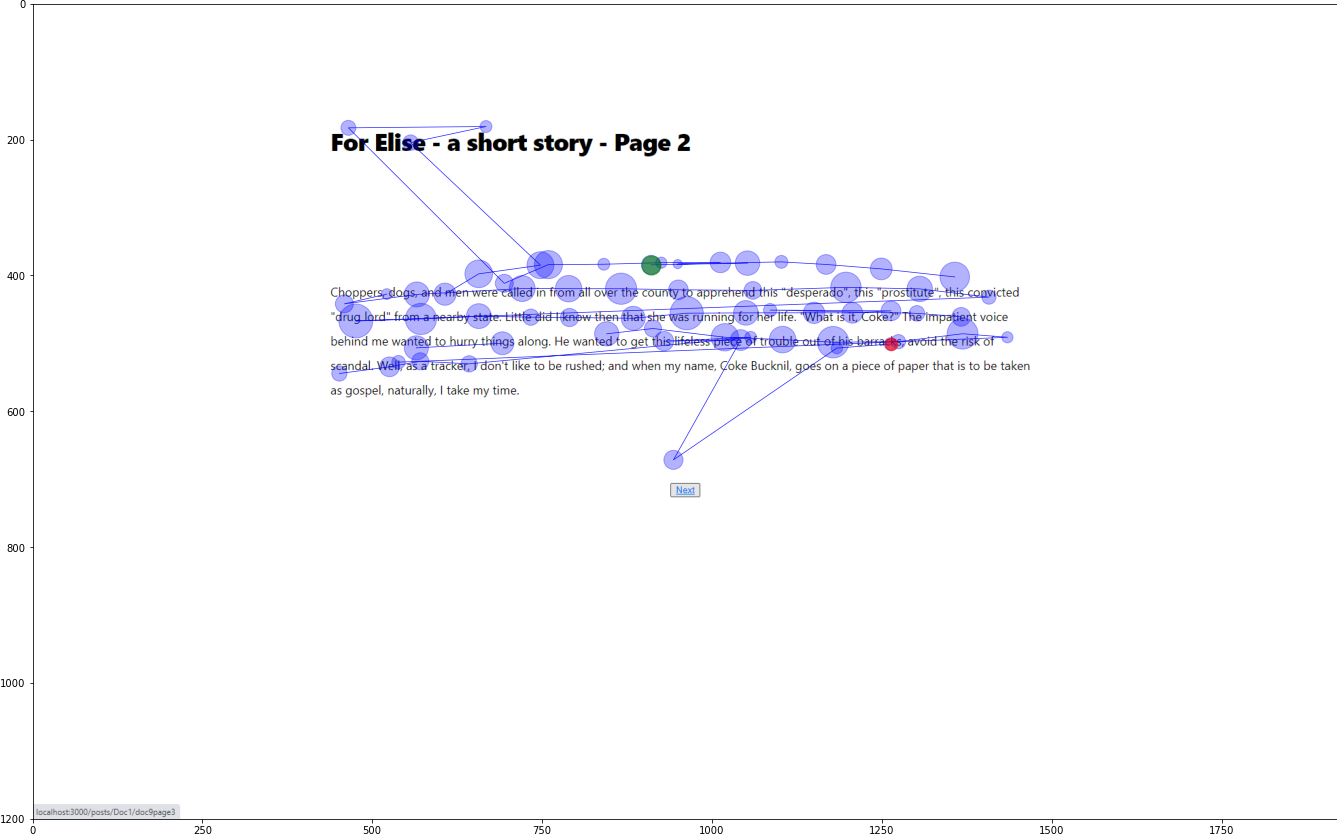 0
200
For Elise - a short story - Page 2
400
Choppers, dogs, and men were called in from all over the county to apprehend this "desperado", this "prostitute", this convicted
"drug lord" from a nearby state. Little did I know then that she was running for her life. "What is it, Coke?" The impatient voice
behind me wanted to hurry things along. He wanted to get this lifeless piece of trouble out of his barracks, avoid the risk of
scandal. Well, as a tracker, I don't like to be rushed; and when my name, Coke Bucknil, goes on a piece of paper that is to be taken
600
as gospel, naturally, I take my time.
Next
800
1000
localhost:3000/posts/Doc1/doc9page3
1200
0 250 500 750 1000 1250 1500 1750